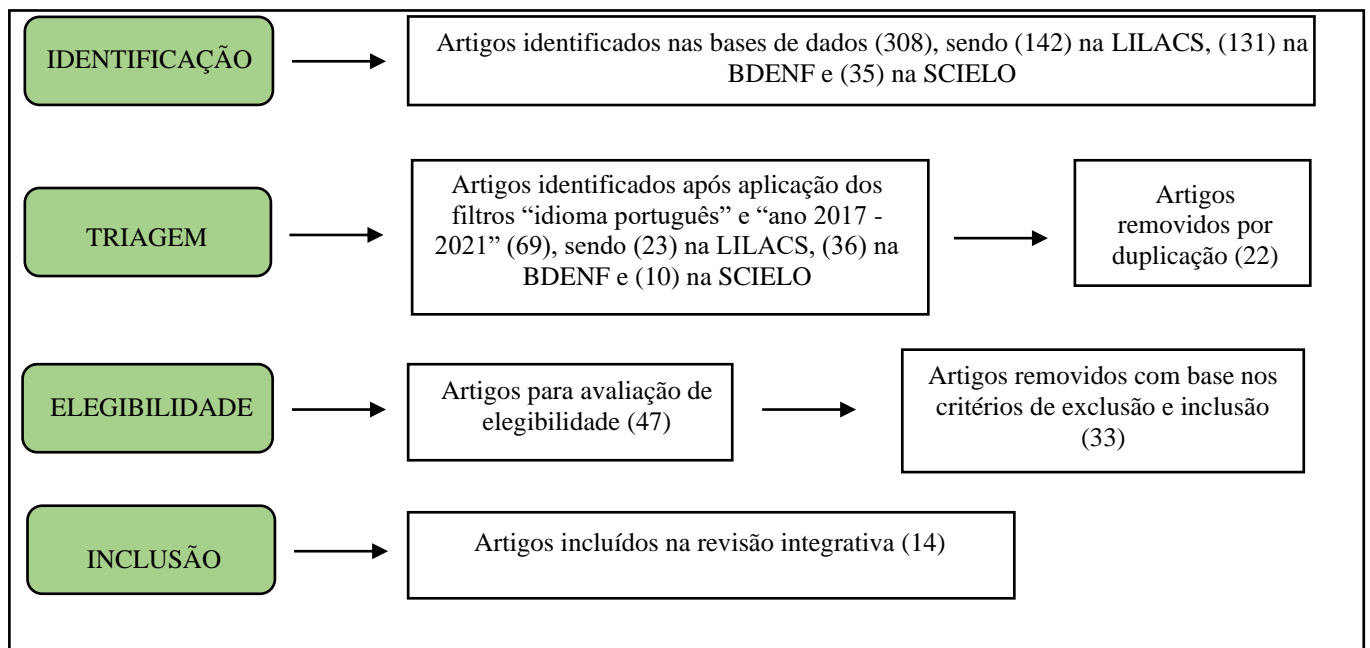 IDENTIFICAÇÃO
Artigos identificados nas bases de dados (308), sendo (142) na LILACS, (131) na
BDENF e (35) na SCIELO
TRIAGEM
Artigos identificados após aplicação dos
filtros “idioma português” e “ano 2017 -
2021” (69), sendo (23) na LILACS, (36) na
BDENF e (10) na SCIELO
Artigos
removidos por
duplicação (22)
ELEGIBILIDADE
Artigos para avaliação de
elegibilidade (47)
Artigos removidos com base nos
critérios de exclusão e inclusão
(33)
INCLUSÃO
Artigos incluídos na revisão integrativa (14)